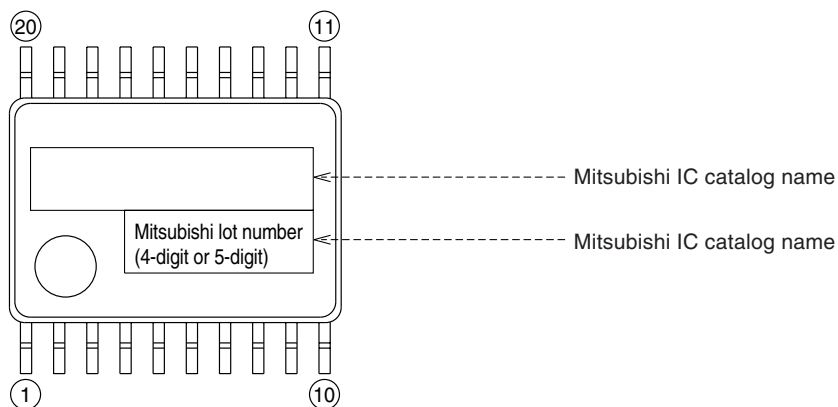 20 11
Mitsubishi IC catalog name
Mitsubishi lot number
(4-digit or 5-digit)
Mitsubishi IC catalog name
1 10